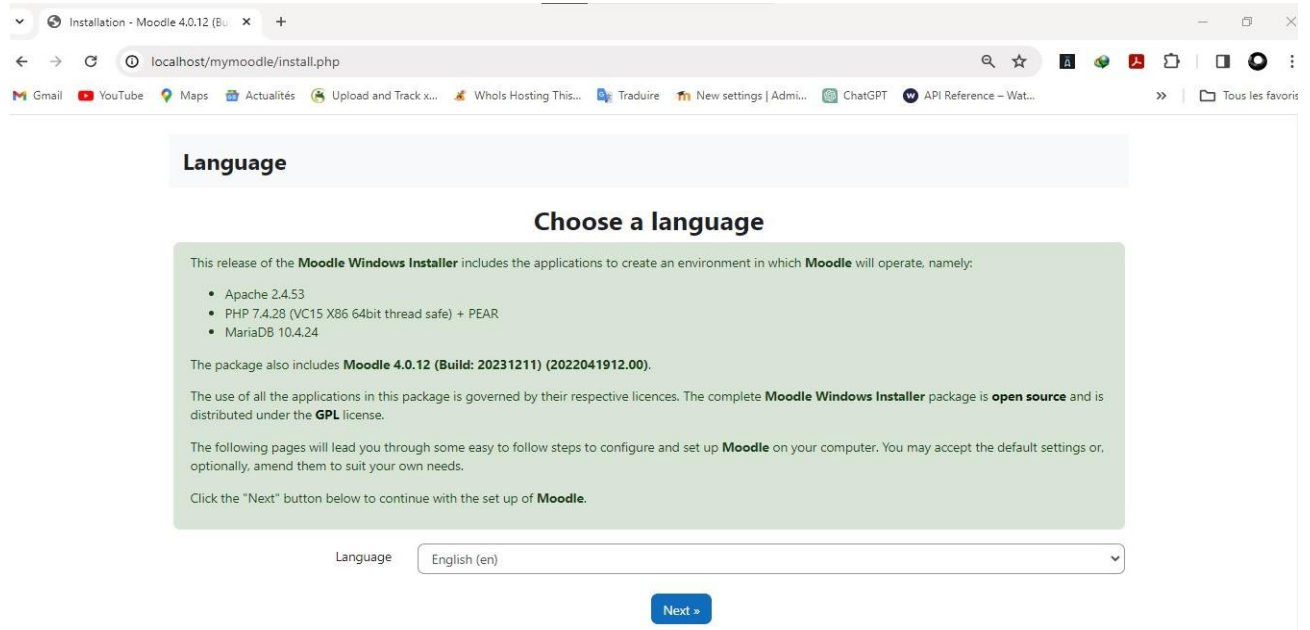 Installation - Moodle 4.0.12 (Bu
localhost/mymoodle/install.php
Gmail YouTube Maps Actualités Upload and Track x... WhoIs Hosting This... Traduire New settings | Admi... ChatGPT API Reference – Wat... » Tous les favoris
Language
Choose a language
This release of the Moodle Windows Installer includes the applications to create an environment in which Moodle will operate, namely:
• Apache 2.4.53
• PHP 7.4.28 (VC15 X86 64bit thread safe) + PEAR
• MariaDB 10.4.24
The package also includes Moodle 4.0.12 (Build: 20231211) (2022041912.00).
The use of all the applications in this package is governed by their respective licences. The complete Moodle Windows Installer package is open source and is
distributed under the GPL license.
The following pages will lead you through some easy to follow steps to configure and set up Moodle on your computer. You may accept the default settings or,
optionally, amend them to suit your own needs.
Click the "Next" button below to continue with the set up of Moodle.
Language English (en)
Next »